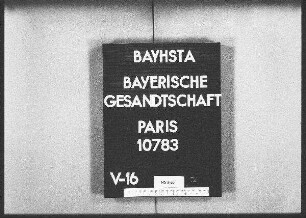 BAYHSTA
BAYERISCHE
GESANDTSCHAFT
PARIS
10783
V-16